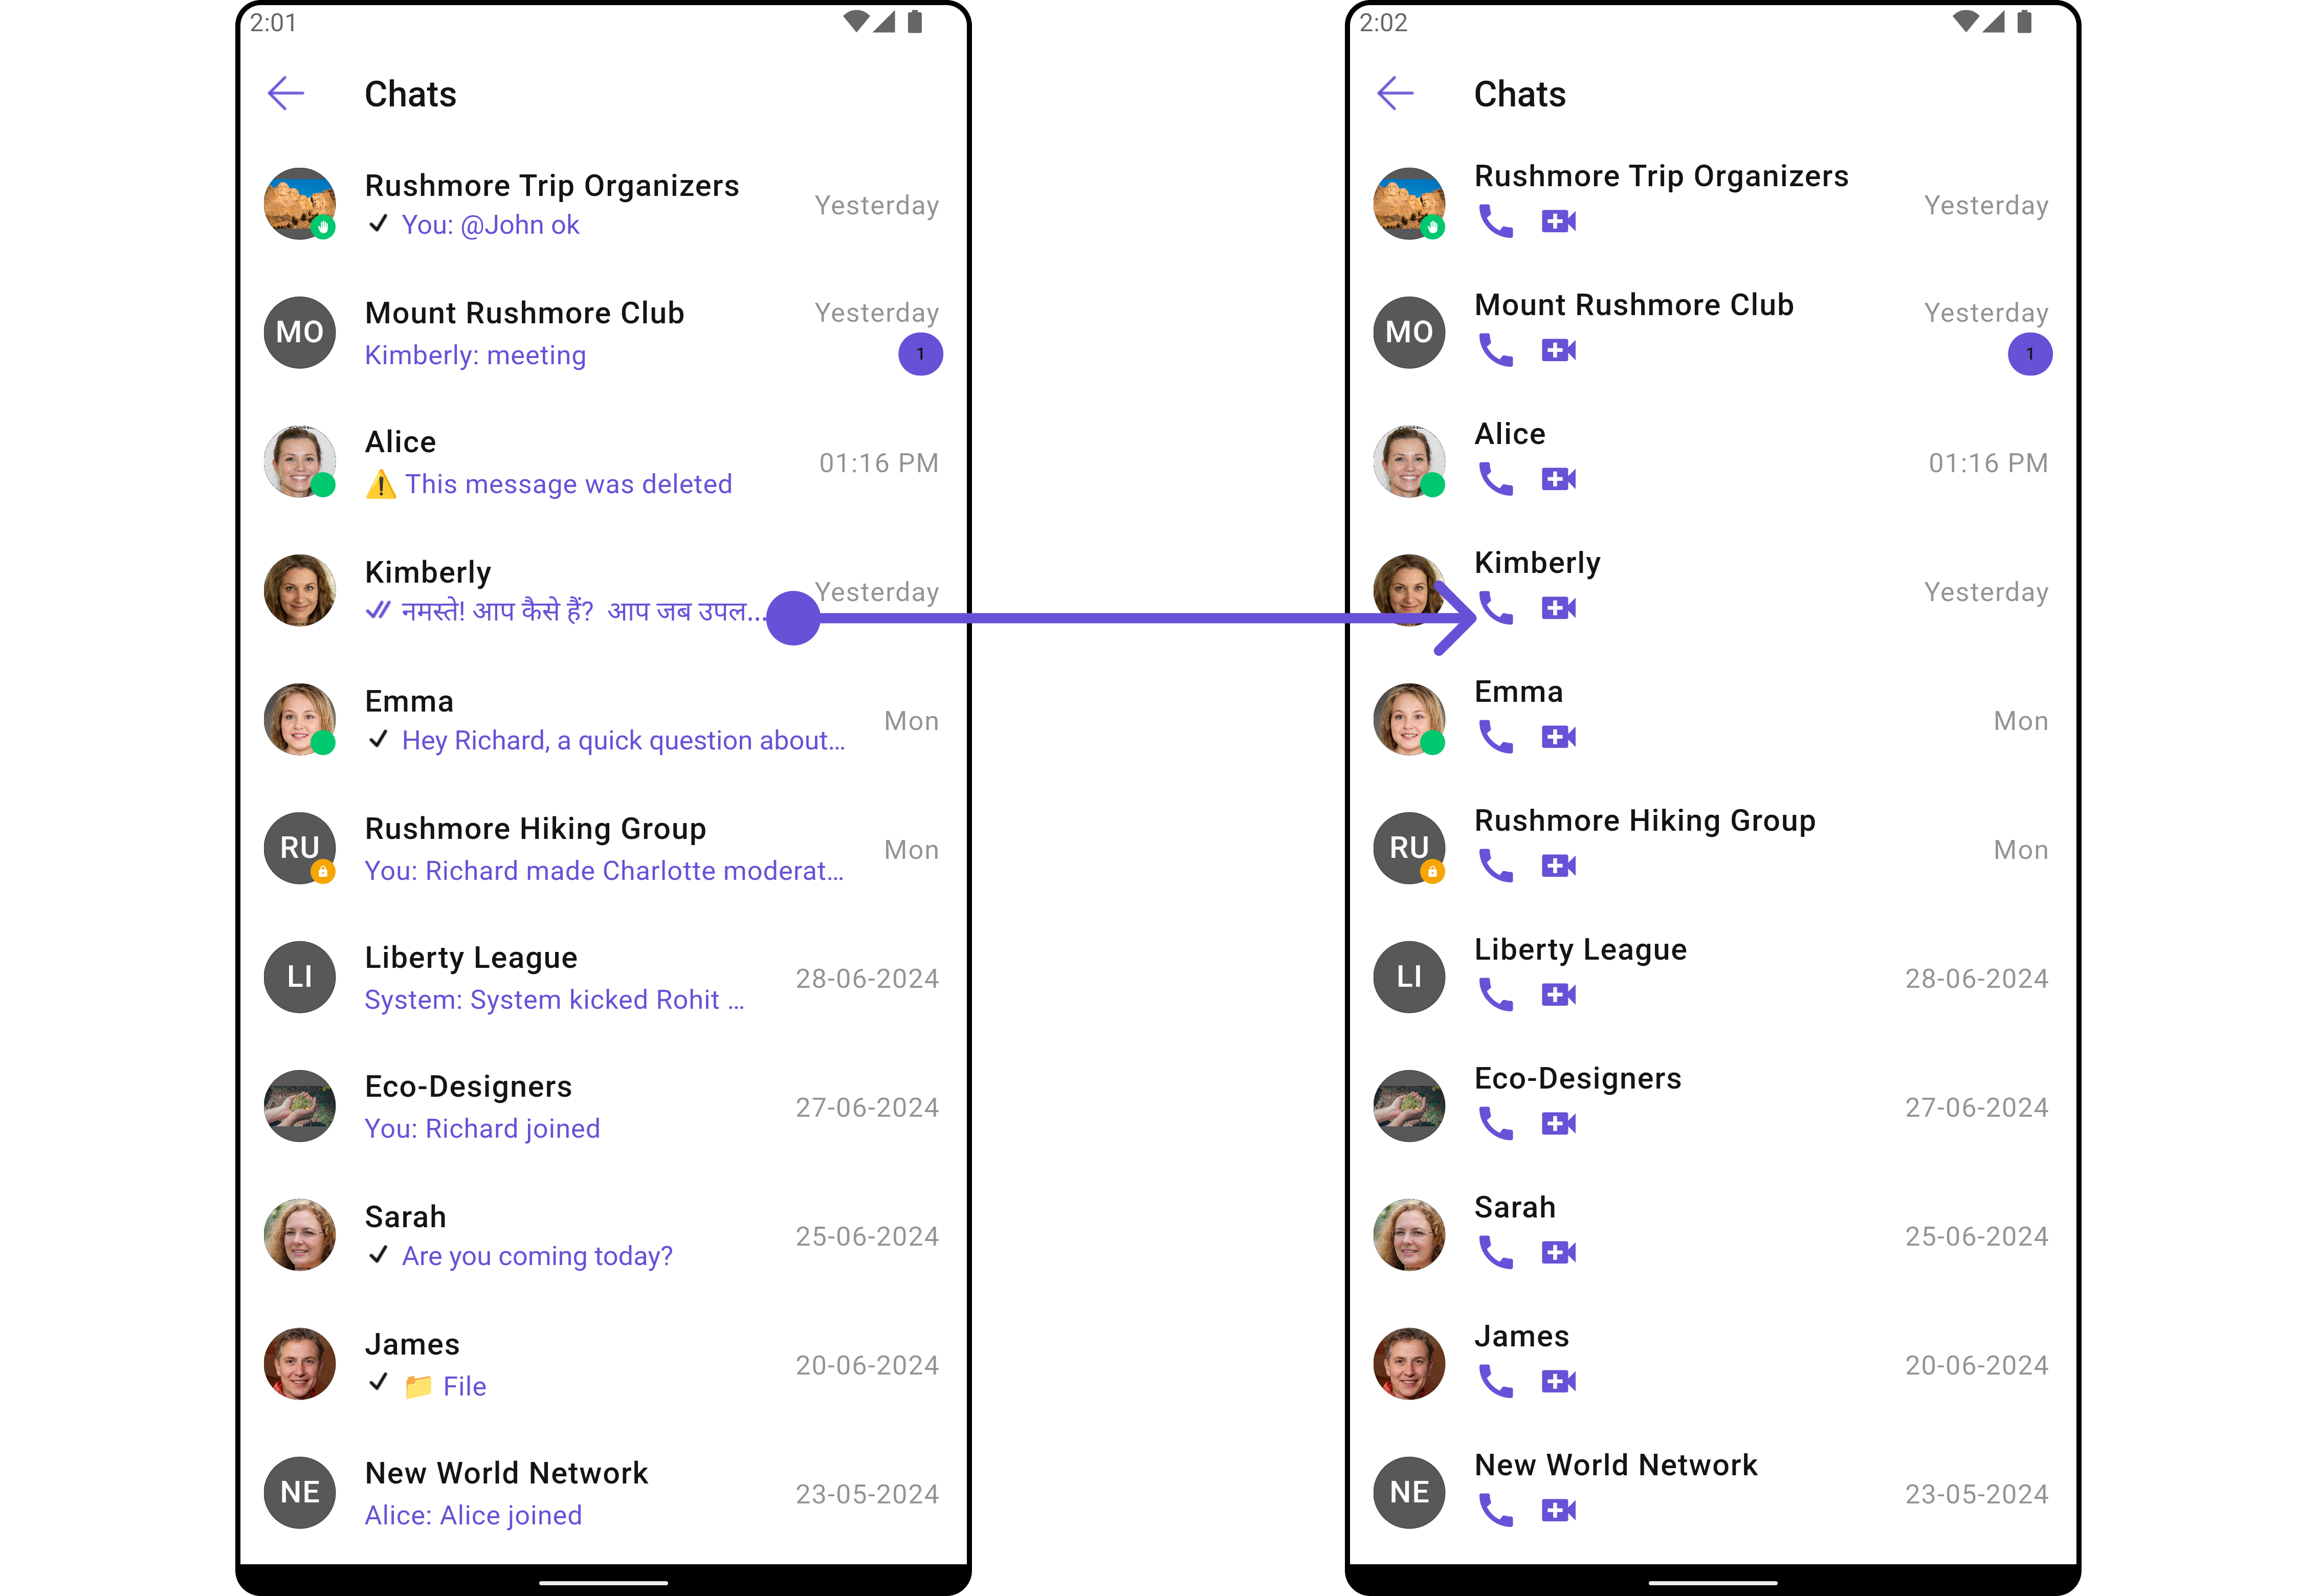 2:01
Chats
Rushmore Trip Organizers
Yesterday
You: @John ok
MO
Mount Rushmore Club
Yesterday
Kimberly: meeting
1
Alice
01:16 PM
This message was deleted
Kimberly
Yesterday
नमस्ते! आप कैसे हैं? आप जब उपल...
Emma
Mon
Hey Richard, a quick question about...
RU
Rushmore Hiking Group
Mon
You: Richard made Charlotte moderat...
LI
Liberty League
28-06-2024
System: System kicked Rohit ...
Eco-Designers
27-06-2024
You: Richard joined
Sarah
25-06-2024
Are you coming today?
James
20-06-2024
File
NE
New World Network
23-05-2024
Alice: Alice joined
2:02
Chats
Rushmore Trip Organizers
Yesterday
MO
Mount Rushmore Club
Yesterday
1
Alice
01:16 PM
Kimberly
Yesterday
Emma
Mon
RU
Rushmore Hiking Group
Mon
LI
Liberty League
28-06-2024
Eco-Designers
27-06-2024
Sarah
25-06-2024
James
20-06-2024
NE
New World Network
23-05-2024